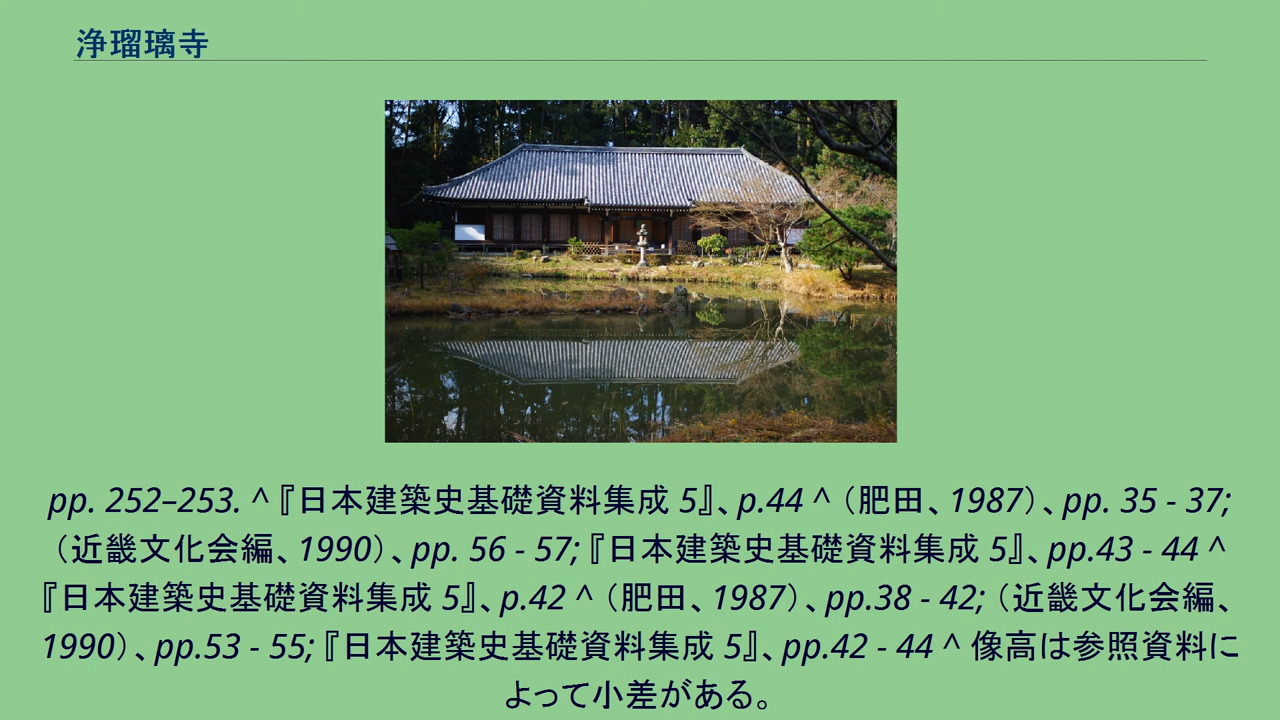 浄瑠璃寺
pp. 252–253. ^『日本建築史基礎資料集成 5』、p.44 ^（肥田、1987）、pp. 35 - 37;
（近畿文化会編、1990）、pp. 56 - 57;『日本建築史基礎資料集成 5』、pp.43 - 44 ^
『日本建築史基礎資料集成 5』、p.42 ^（肥田、1987）、pp.38 - 42;（近畿文化会編、
1990）、pp.53 - 55;『日本建築史基礎資料集成 5』、pp.42 - 44 ^ 像高は参照資料に
よって小差がある。